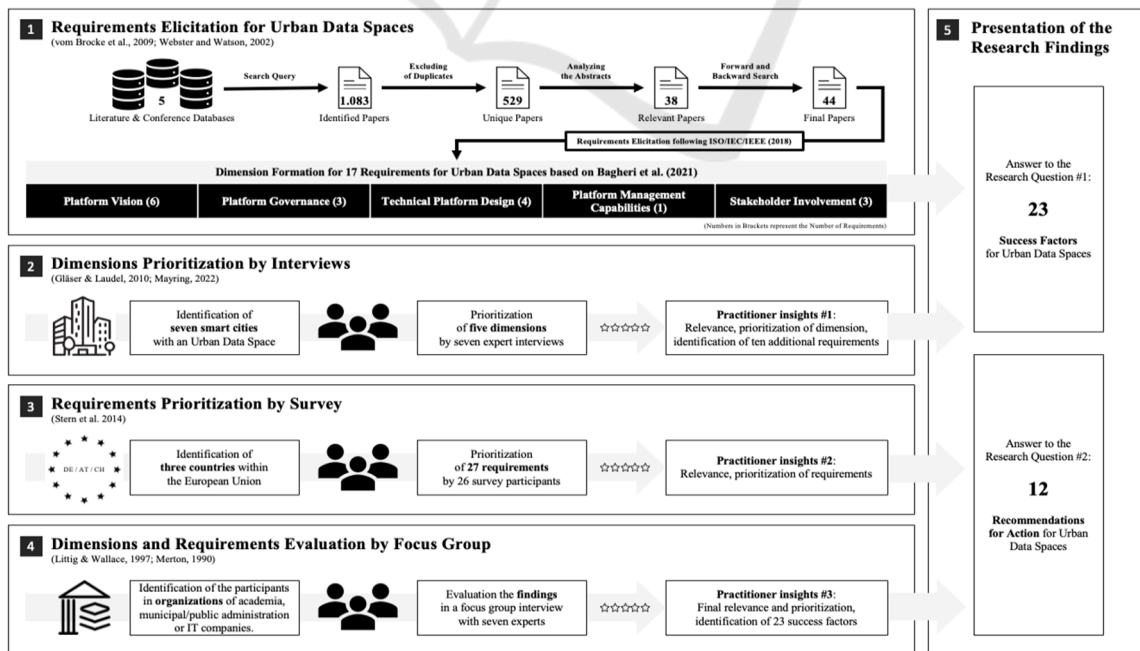 1 Requirements Elicitation for Urban Data Spaces
(vom Brocke et al., 2009; Webster and Watson, 2002)
5
Literature & Conference Databases
Search Query
1.083
Identified Papers
Excluding
of Duplicates
529
Unique Papers
Analyzing
the Abstracts
38
Relevant Papers
Forward and
Backward Search
44
Final Papers
Requirements Elicitation following ISO/IEC/IEEE (2018)
Dimension Formation for 17 Requirements for Urban Data Spaces based on Bagheri et al. (2021)
Platform Vision (6)
Platform Governance (3)
Technical Platform Design (4)
Platform Management
Capabilities (1)
Stakeholder Involvement (3)
(Numbers in Brackets represent the Number of Requirements)
2 Dimensions Prioritization by Interviews
(Gläser & Laudel, 2010; Mayring, 2022)
Identification of
seven smart cities
with an Urban Data Space
Prioritization
of five dimensions
by seven expert interviews
Practitioner insights #1:
Relevance, prioritization of dimension,
identification of ten additional requirements
3 Requirements Prioritization by Survey
(Stern et al. 2014)
DE / AT / CH
Identification of
three countries within
the European Union
Prioritization
of 27 requirements
by 26 survey participants
Practitioner insights #2:
Relevance, prioritization of requirements
4 Dimensions and Requirements Evaluation by Focus Group
(Littig & Wallace, 1997; Merton, 1990)
Identification of the participants
in organizations of academia,
municipal/public administration
or IT companies.
Evaluation the findings
in a focus group interview
with seven experts
Practitioner insights #3:
Final relevance and prioritization,
identification of 23 success factors
5 Presentation of the
Research Findings
Answer to the
Research Question #1:
23
Success Factors
for Urban Data Spaces
Answer to the
Research Question #2:
12
Recommendations
for Action for Urban
Data Spaces